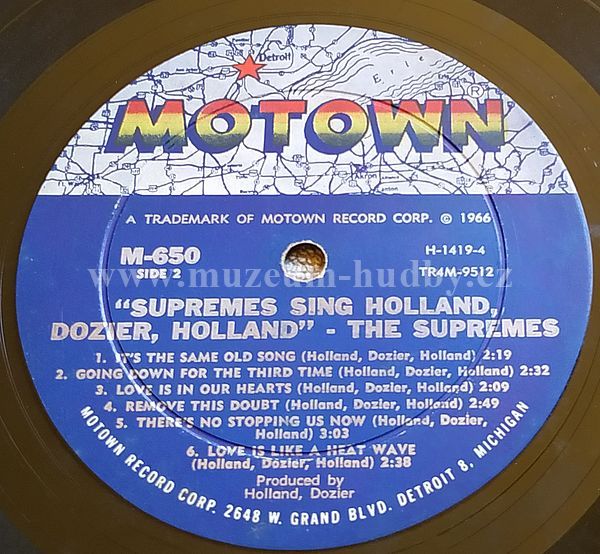 Detroit
Erie
MOTOWN®
Akron
Canton
A TRADEMARK OF MOTOWN RECORD CORP. © 1966
M-650
SIDE 2
H-1419-4
TR4M-9512
www.muzeum-hudby.cz
"SUPREMES SING HOLLAND,
DOZIER, HOLLAND" - THE SUPREMES
1. IT'S THE SAME OLD SONG (Holland, Dozier, Holland) 2:19
2. GOING DOWN FOR THE THIRD TIME (Holland, Dozier, Holland) 2:32
3. LOVE IS IN OUR HEARTS (Holland, Dozier, Holland) 2:09
4. REMOVE THIS DOUBT (Holland, Dozier, Holland) 2:49
5. THERE'S NO STOPPING US NOW (Holland, Dozier,
Holland) 3:03
6. LOVE IS LIKE A HEAT WAVE
(Holland, Dozier, Holland) 2:38
Produced by
Holland, Dozier
MOTOWN RECORD CORP. 2648 W. GRAND BLVD. DETROIT 8, MICHIGAN